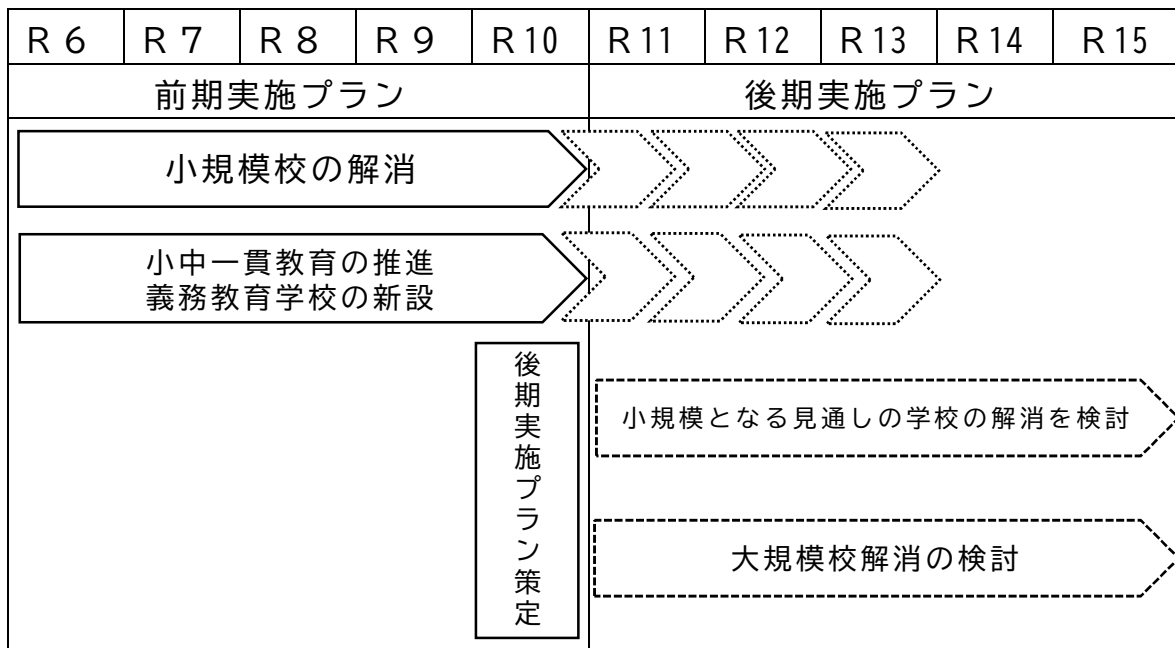 R６ R７ R８ R９ R10 R11 R12 R13 R14 R15
前期実施プラン 後期実施プラン
小規模校の解消
小中一貫教育の推進
義務教育学校の新設
後期実施プラン策定
小規模となる見通しの学校の解消を検討
大規模校解消の検討